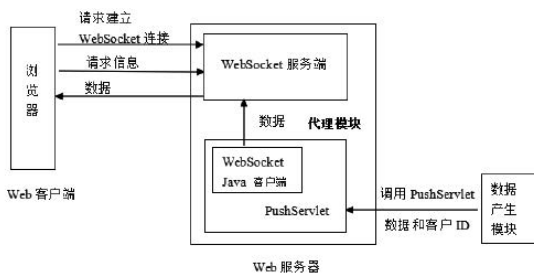 请求建立
WebSocket 连接
请求信息
数据
浏
览
器
Web 客户端
WebSocket 服务端
数据
代理模块
WebSocket
Java 客户端
PushServlet
调用 PushServlet
数据和客户 ID
数据
产生
模块
Web 服务器